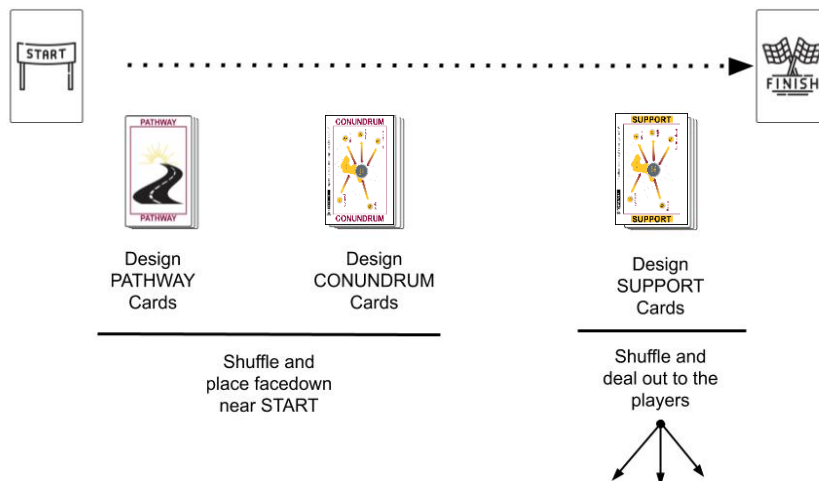 START
FINISH
PATHWAY
PATHWAY
CONUNDRUM
CONUNDRUM
SUPPORT
SUPPORT
Design
PATHWAY
Cards
Design
CONUNDRUM
Cards
Design
SUPPORT
Cards
Shuffle and
place facedown
near START
Shuffle and
deal out to the
players